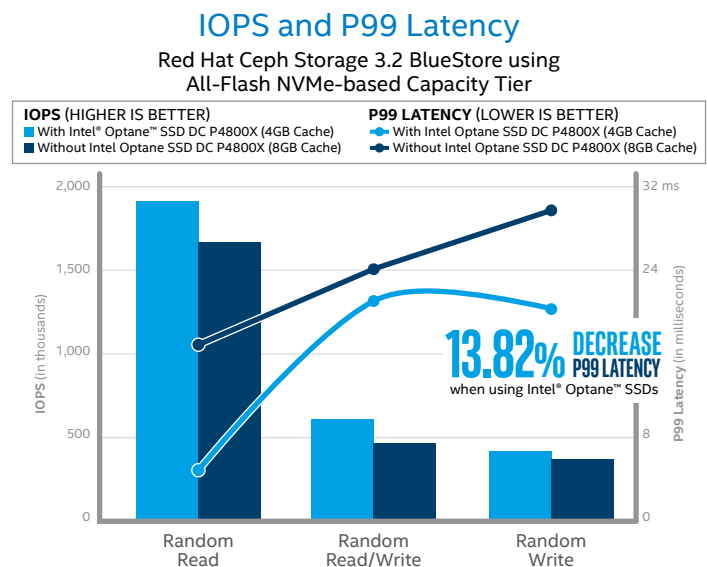 IOPS and P99 Latency
Red Hat Ceph Storage 3.2 BlueStore using
All-Flash NVMe-based Capacity Tier
IOPS (HIGHER IS BETTER)
With Intel® Optane™ SSD DC P4800X (4GB Cache)
Without Intel Optane SSD DC P4800X (8GB Cache)
P99 LATENCY (LOWER IS BETTER)
With Intel Optane SSD DC P4800X (4GB Cache)
Without Intel Optane SSD DC P4800X (8GB Cache)
IOPS (in thousands)
2,000
1,500
1,000
500
0
32 ms
24
8
0
P99 Latency (in milliseconds)
13.82% DECREASE
P99 LATENCY
when using Intel® Optane™ SSDs
Random
Read
Random
Read/Write
Random
Write